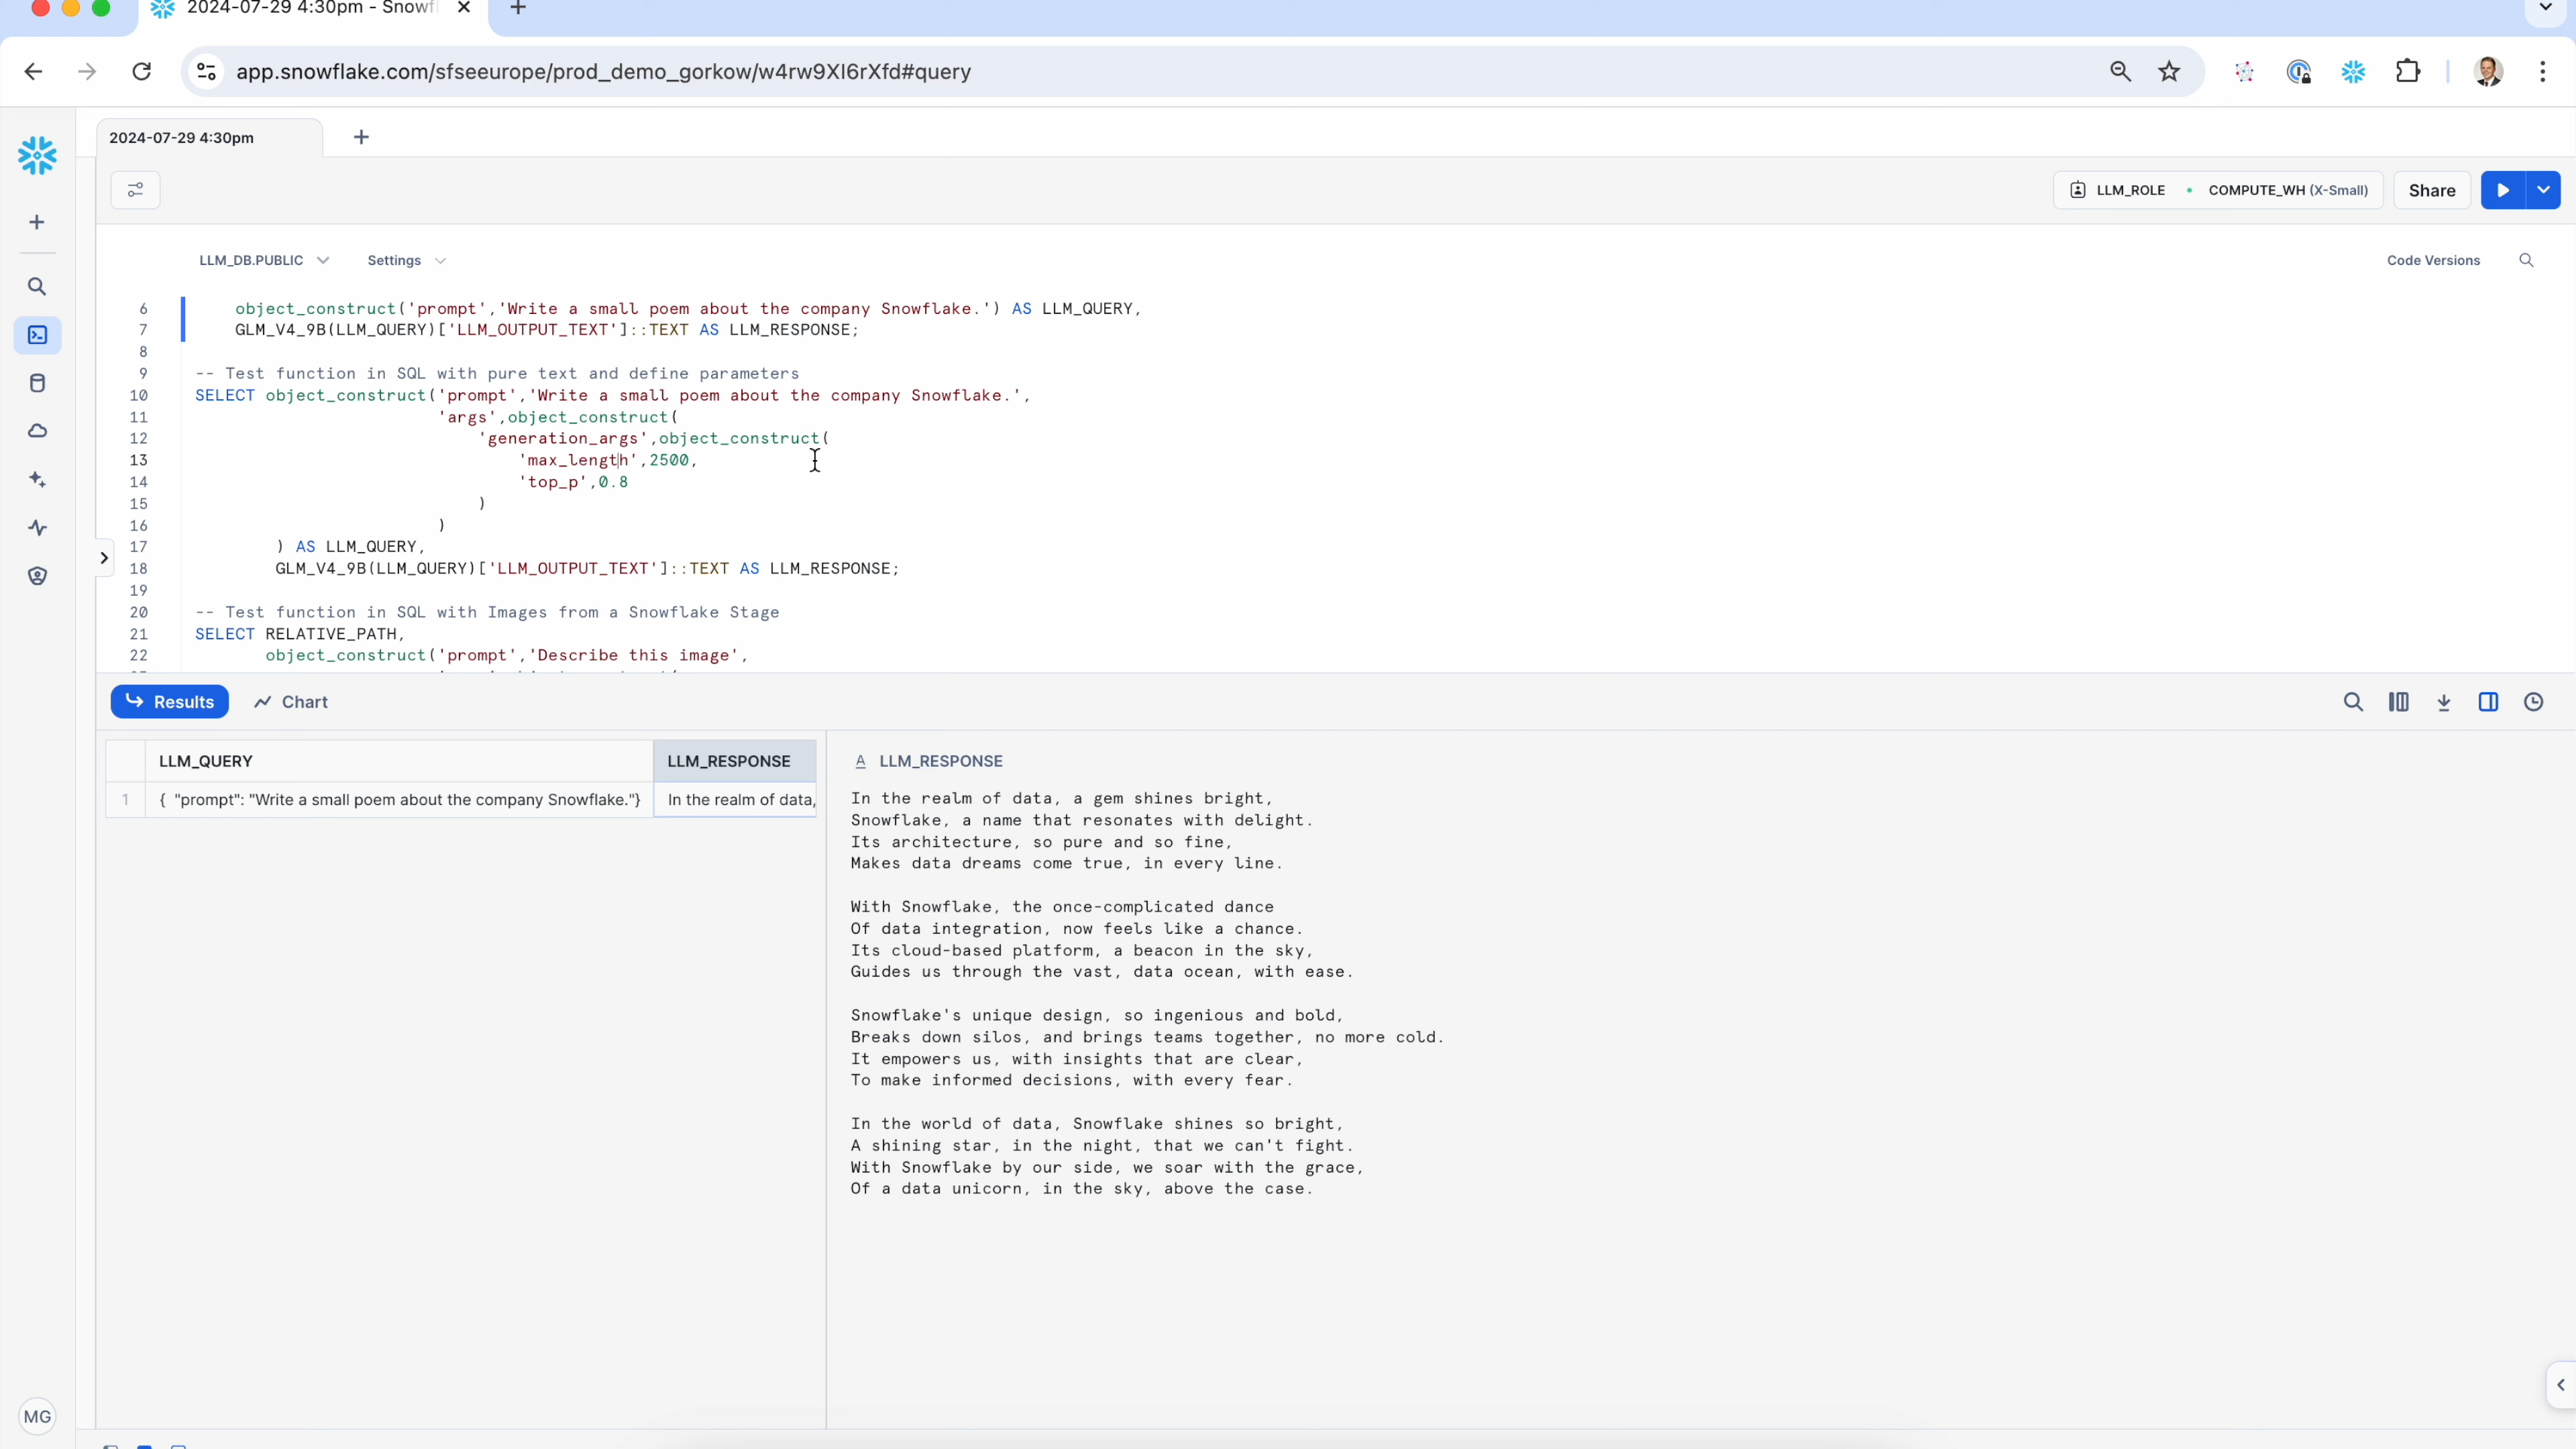 2024-07-29 4:30pm - Snowfl
app.snowflake.com/sfseeurope/prod_demo_gorkow/w4rw9XI6rXfd#query
2024-07-29 4:30pm
LLM_ROLE • COMPUTE_WH (X-Small)
Share
LLM_DB.PUBLIC
Settings
Code Versions
6 object_construct('prompt','Write a small poem about the company Snowflake.') AS LLM_QUERY,
7 GLM_V4_9B(LLM_QUERY)['LLM_OUTPUT_TEXT']::TEXT AS LLM_RESPONSE;
8
9 -- Test function in SQL with pure text and define parameters
10 SELECT object_construct('prompt','Write a small poem about the company Snowflake.',
11 'args',object_construct(
12 'generation_args',object_construct(
13 'max_length',2500,
14 'top_p',0.8
15 )
16 )
17 ) AS LLM_QUERY,
18 GLM_V4_9B(LLM_QUERY)['LLM_OUTPUT_TEXT']::TEXT AS LLM_RESPONSE;
19
20 -- Test function in SQL with Images from a Snowflake Stage
21 SELECT RELATIVE_PATH,
22 object_construct('prompt','Describe this image',
Results
Chart
LLM_QUERY LLM_RESPONSE
1 { "prompt": "Write a small poem about the company Snowflake."} In the realm of data,
A LLM_RESPONSE
In the realm of data, a gem shines bright,
Snowflake, a name that resonates with delight.
Its architecture, so pure and so fine,
Makes data dreams come true, in every line.
With Snowflake, the once-complicated dance
Of data integration, now feels like a chance.
Its cloud-based platform, a beacon in the sky,
Guides us through the vast, data ocean, with ease.
Snowflake's unique design, so ingenious and bold,
Breaks down silos, and brings teams together, no more cold.
It empowers us, with insights that are clear,
To make informed decisions, with every fear.
In the world of data, Snowflake shines so bright,
A shining star, in the night, that we can't fight.
With Snowflake by our side, we soar with the grace,
Of a data unicorn, in the sky, above the case.
MG